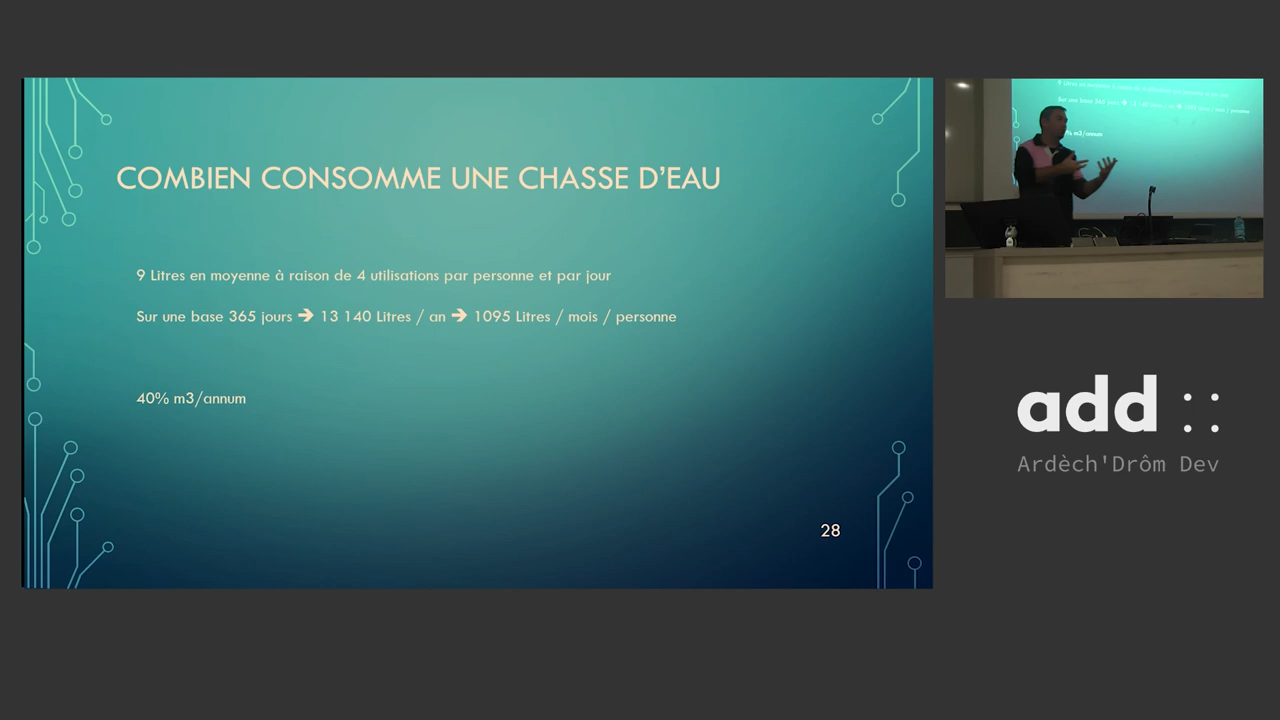 COMBIEN CONSOMME UNE CHASSE D'EAU
9 Litres en moyenne à raison de 4 utilisations par personne et par jour
Sur une base 365 jours ➔ 13 140 Litres / an ➔ 1095 Litres / mois / personne
40% m3/annum
28
add ::
Ardèch'Drôm Dev